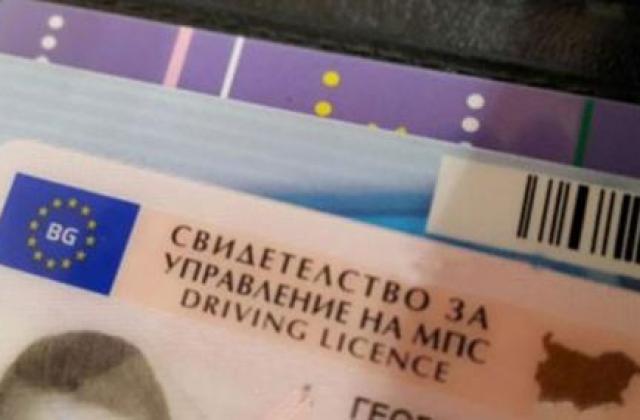 BG
СВИДЕТЕЛСТВО ЗА
УПРАВЛЕНИЕ НА МПС
DRIVING LICENCE